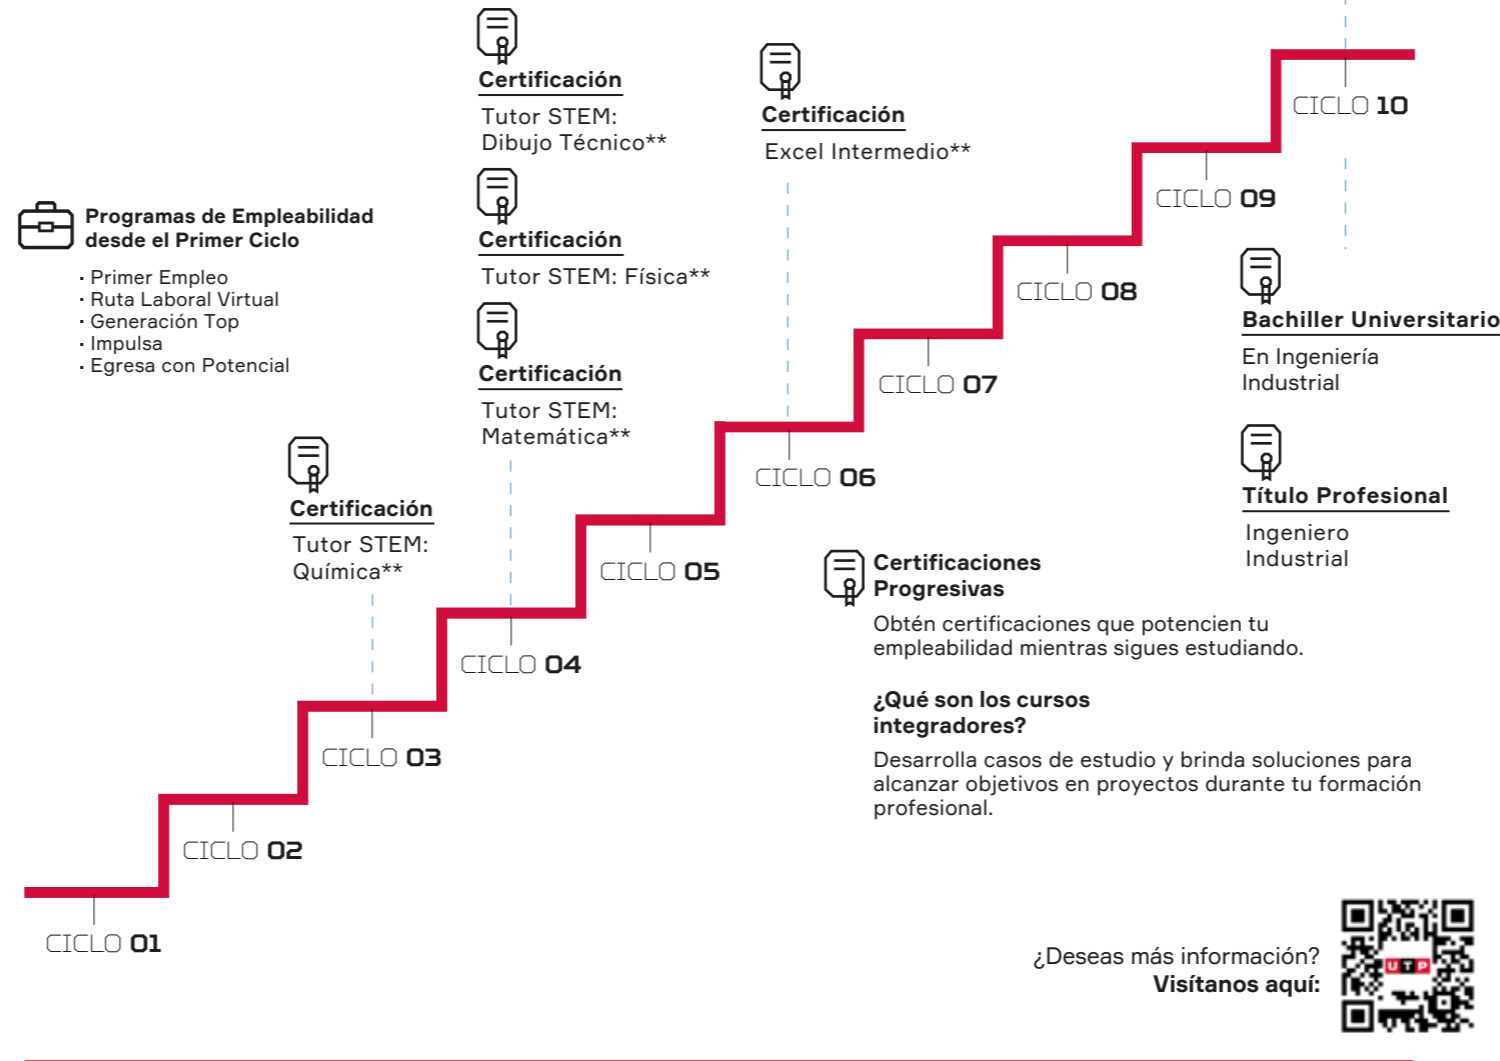 Certificación
Tutor STEM:
Dibujo Técnico**
Certificación
Tutor STEM: Física**
Certificación
Tutor STEM:
Matemática**
Certificación
Excel Intermedio**
Programas de Empleabilidad
desde el Primer Ciclo
· Primer Empleo
· Ruta Laboral Virtual
· Generación Top
· Impulsa
· Egresa con Potencial
Certificación
Tutor STEM:
Química**
CICLO 10
CICLO 09
CICLO 08
CICLO 07
CICLO 06
CICLO 05
CICLO 04
CICLO 03
CICLO 02
CICLO 01
Bachiller Universitario
En Ingeniería
Industrial
Título Profesional
Ingeniero
Industrial
Certificaciones
Progresivas
Obtén certificaciones que potencien tu
empleabilidad mientras sigues estudiando.
¿Qué son los cursos
integradores?
Desarrolla casos de estudio y brinda soluciones para
alcanzar objetivos en proyectos durante tu formación
profesional.
¿Deseas más información?
Visítanos aquí:
UTP